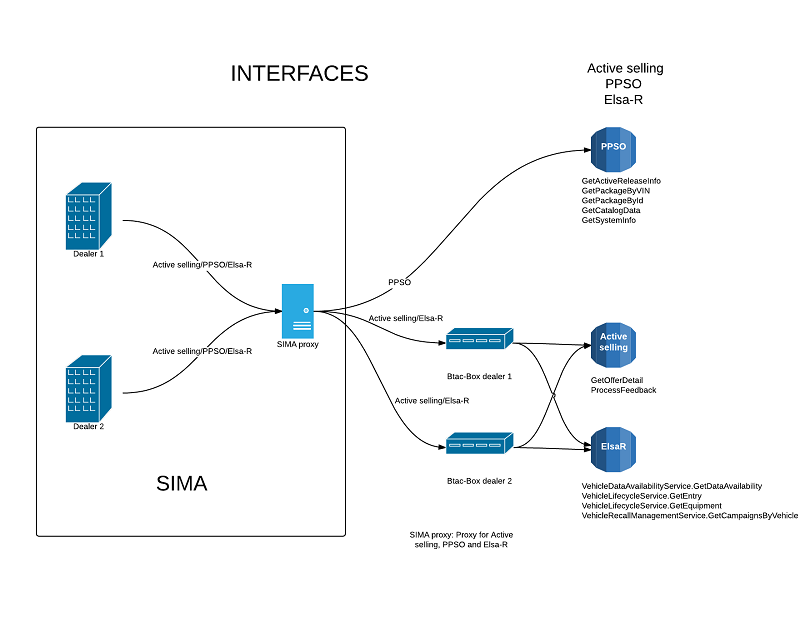 INTERFACES
Active selling
PPSO
Elsa-R
PPSO
GetActiveReleaseInfo
GetPackageByVIN
GetPackageById
GetCatalogData
GetSystemInfo
Dealer 1
Active selling/PPSO/Elsa-R
PPSO
Active selling/Elsa-R
SIMA proxy
Active selling/PPSO/Elsa-R
Active
selling
Btac-Box dealer 1
GetOfferDetail
ProcessFeedback
Active selling/Elsa-R
Dealer 2
ElsaR
Btac-Box dealer 2
SIMA
VehicleDataAvailabilityService.GetDataAvailability
VehicleLifecycleService.GetEntry
VehicleLifecycleService.GetEquipment
VehicleRecallManagementService.GetCampaignsByVehicle
SIMA proxy: Proxy for Active
selling, PPSO and Elsa-R